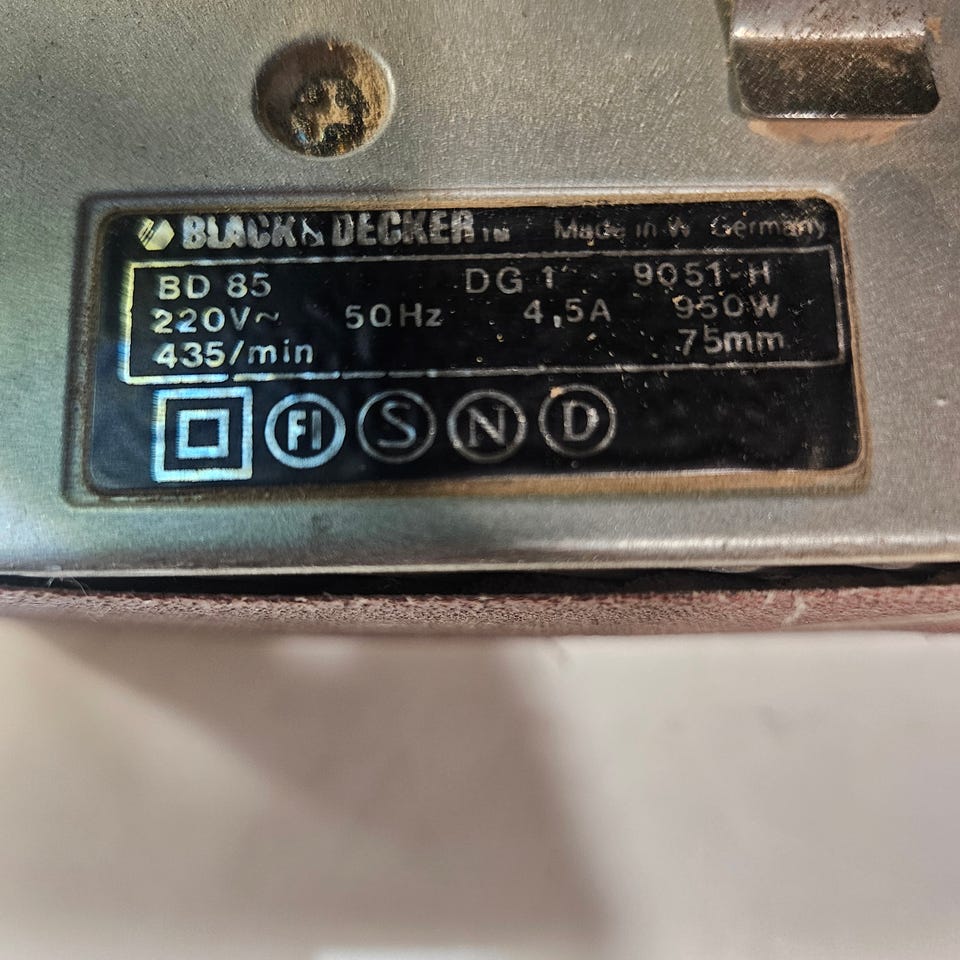 BLACK & DECKER TM Made in W. Germany
BD 85 DG 1 9051-H
220V~ 50Hz 4,5A 950W
435/min 75mm
FI S N D